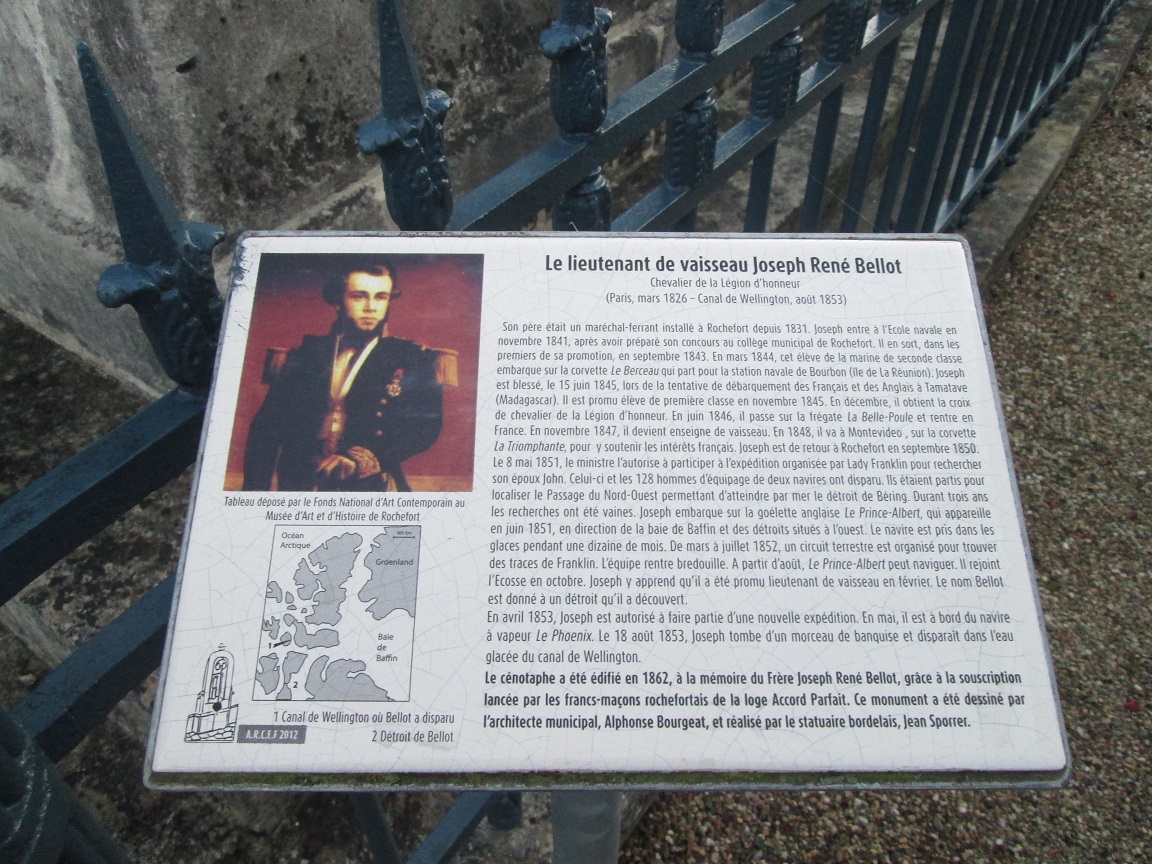 Le lieutenant de vaisseau Joseph René Bellot
Chevalier de la Légion d'honneur
(Paris, mars 1826 – Canal de Wellington, août 1853)
Son père était un maréchal-ferrant installé à Rochefort depuis 1831. Joseph entre à l'Ecole navale en
novembre 1841, après avoir préparé son concours au collège municipal de Rochefort. Il en sort, dans les
premiers de sa promotion, en septembre 1843. En mars 1844, cet élève de la marine de seconde classe
embarque sur la corvette Le Berceau qui part pour la station navale de Bourbon (île de La Réunion). Joseph
est blessé, le 15 juin 1845, lors de la tentative de débarquement des Français et des Anglais à Tamatave
(Madagascar). Il est promu élève de première classe en novembre 1845. En décembre, il obtient la croix
de chevalier de la Légion d'honneur. En juin 1846, il passe sur la frégate La Belle-Poule et rentre en
France. En novembre 1847, il devient enseigne de vaisseau. En 1848, il va à Montevideo , sur la corvette
La Triomphante, pour y soutenir les intérêts français. Joseph est de retour à Rochefort en septembre 1850.
Le 8 mai 1851, le ministre l'autorise à participer à l'expédition organisée par Lady Franklin pour rechercher
son époux John. Celui-ci et les 128 hommes d'équipage de deux navires ont disparu. Ils étaient partis pour
localiser le Passage du Nord-Ouest permettant d'atteindre par mer le détroit de Béring. Durant trois ans
les recherches ont été vaines. Joseph embarque sur la goélette anglaise Le Prince-Albert, qui appareille
en juin 1851, en direction de la baie de Baffin et des détroits situés à l'ouest. Le navire est pris dans les
glaces pendant une dizaine de mois. De mars à juillet 1852, un circuit terrestre est organisé pour trouver
des traces de Franklin. L'équipe rentre bredouille. A partir d'août, Le Prince-Albert peut naviguer. Il rejoint
l'Ecosse en octobre. Joseph y apprend qu'il a été promu lieutenant de vaisseau en février. Le nom Bellot
est donné à un détroit qu'il a découvert.
En avril 1853, Joseph est autorisé à faire partie d'une nouvelle expédition. En mai, il est à bord du navire
à vapeur Le Phoenix. Le 18 août 1853, Joseph tombe d'un morceau de banquise et disparaît dans l'eau
glacée du canal de Wellington.
Le cénotaphe a été édifié en 1862, à la mémoire du Frère Joseph René Bellot, grâce à la souscription
lancée par les francs-maçons rochefortais de la loge Accord Parfait. Ce monument a été dessiné par
l'architecte municipal, Alphonse Bourgeat, et réalisé par le statuaire bordelais, Jean Sporrer.
Tableau déposé par le Fonds National d'Art Contemporain au
Musée d'Art et d'Histoire de Rochefort
Océan
Arctique
Groenland
Baie
de
Baffin
1
2
1 Canal de Wellington où Bellot a disparu
2 Détroit de Bellot
A.R.C.E.F 2012